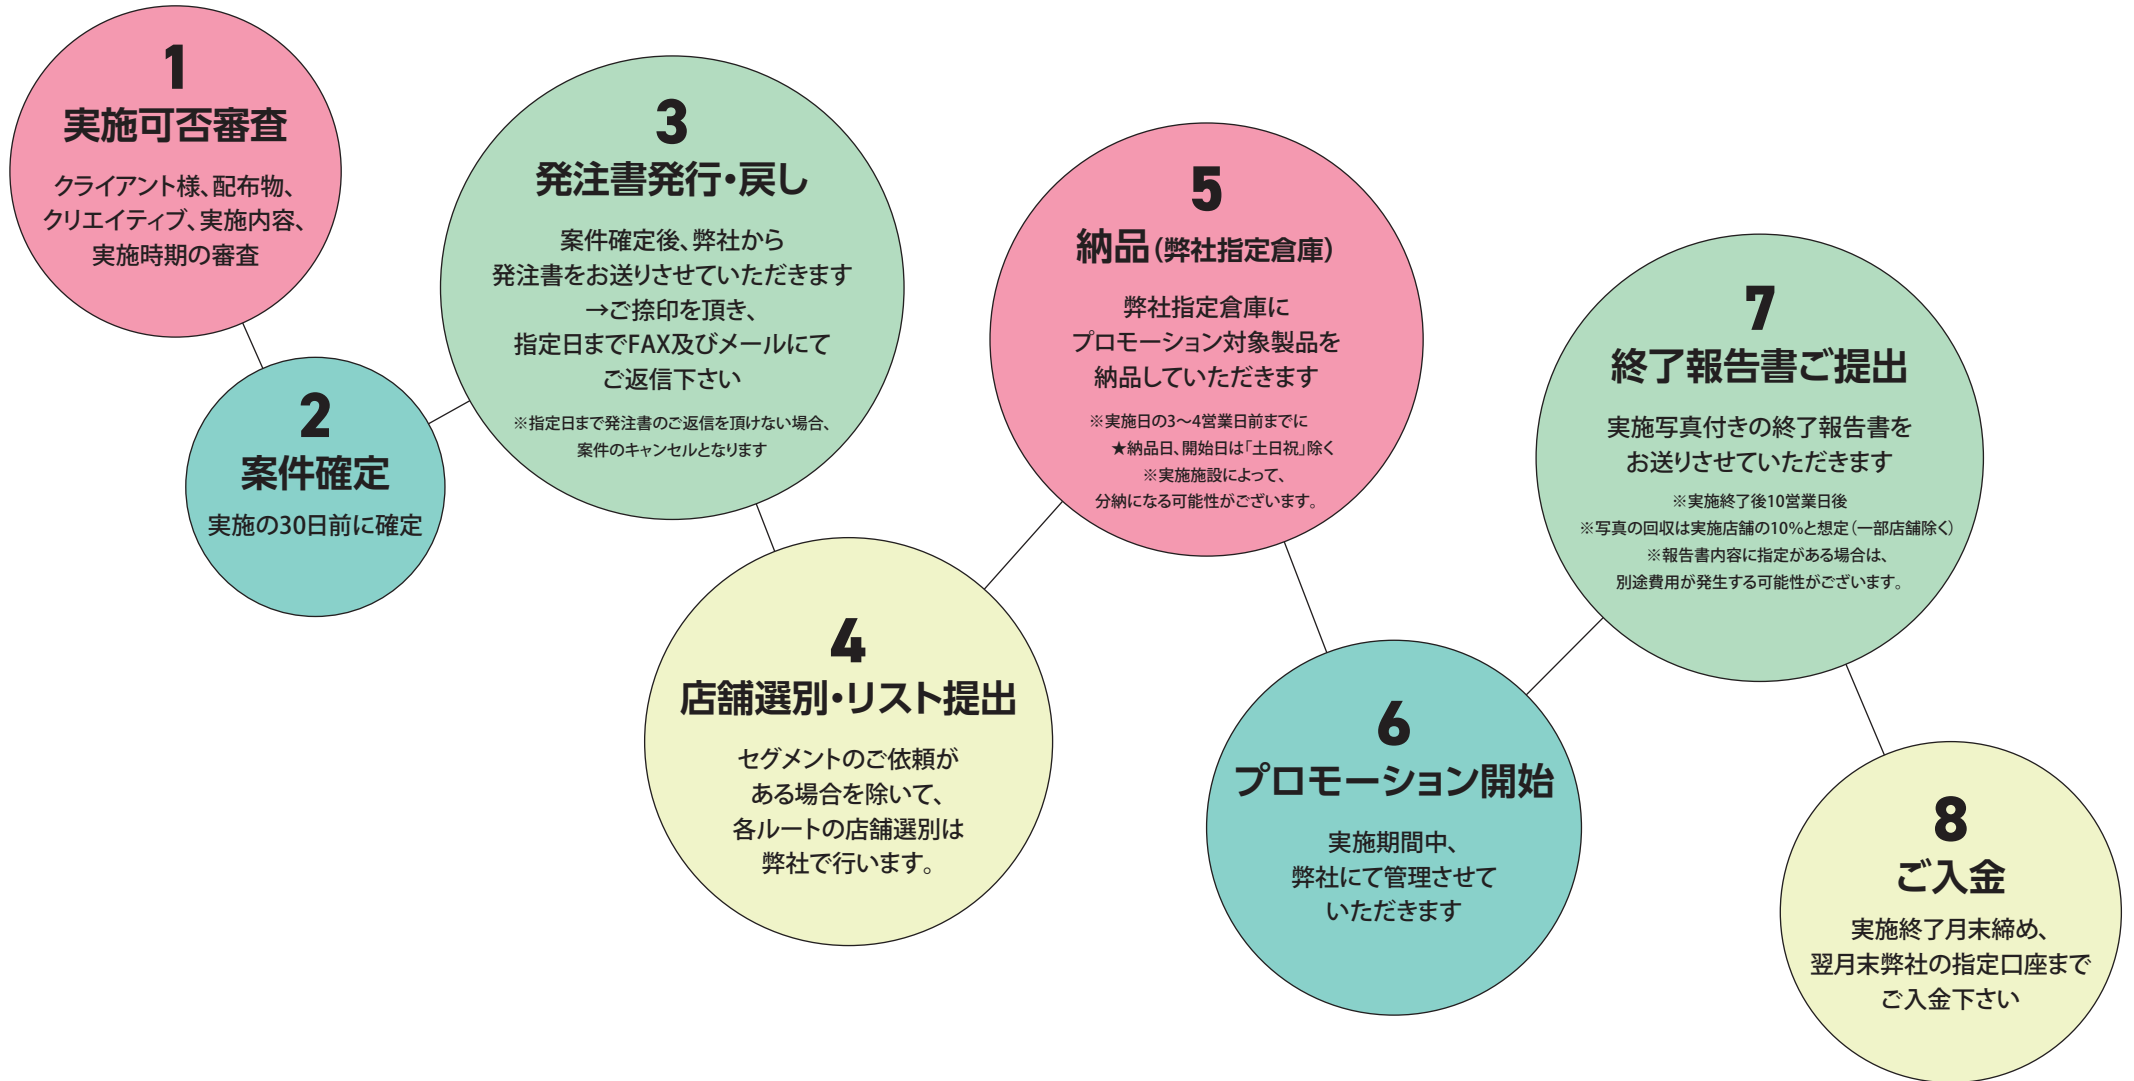 1
実施可否審査
クライアント様、配布物、
クリエイティブ、実施内容、
実施時期の審査
2
案件確定
実施の30日前に確定
3
発注書発行・戻し
案件確定後、弊社から
発注書をお送りさせていただきます
→ご捺印を頂き、
指定日までFAX及びメールにて
ご返信下さい
※指定日まで発注書のご返信を頂けない場合、
案件のキャンセルとなります
4
店舗選別・リスト提出
セグメントのご依頼が
ある場合を除いて、
各ルートの店舗選別は
弊社で行います。
5
納品(弊社指定倉庫)
弊社指定倉庫に
プロモーション対象製品を
納品していただきます
※実施日の3〜4営業日前までに
★納品日、開始日は「土日祝」除く
※実施施設によって、
分納になる可能性がございます。
6
プロモーション開始
実施期間中、
弊社にて管理させて
いただきます
7
終了報告書ご提出
実施写真付きの終了報告書を
お送りさせていただきます
※実施終了後10営業日後
※写真の回収は実施店舗の10%と想定(一部店舗除く)
※報告書内容に指定がある場合は、
別途費用が発生する可能性がございます。
8
ご入金
実施終了月末締め、
翌月末弊社の指定口座まで
ご入金下さい